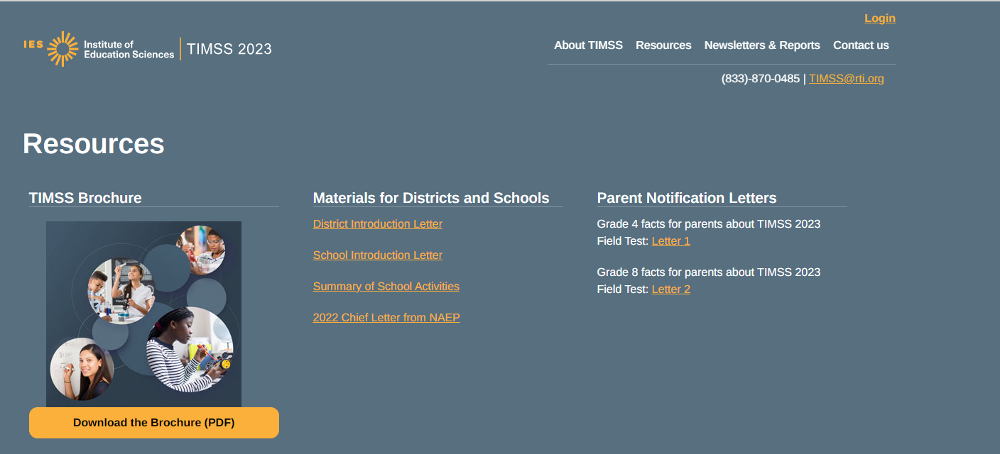 Login
IES Institute of
Education Sciences
TIMSS 2023
About TIMSS Resources Newsletters & Reports Contact us
(833)-870-0485 | TIMSS@rti.org
Resources
TIMSS Brochure
Download the Brochure (PDF)
Materials for Districts and Schools
District Introduction Letter
School Introduction Letter
Summary of School Activities
2022 Chief Letter from NAEP
Parent Notification Letters
Grade 4 facts for parents about TIMSS 2023
Field Test: Letter 1
Grade 8 facts for parents about TIMSS 2023
Field Test: Letter 2